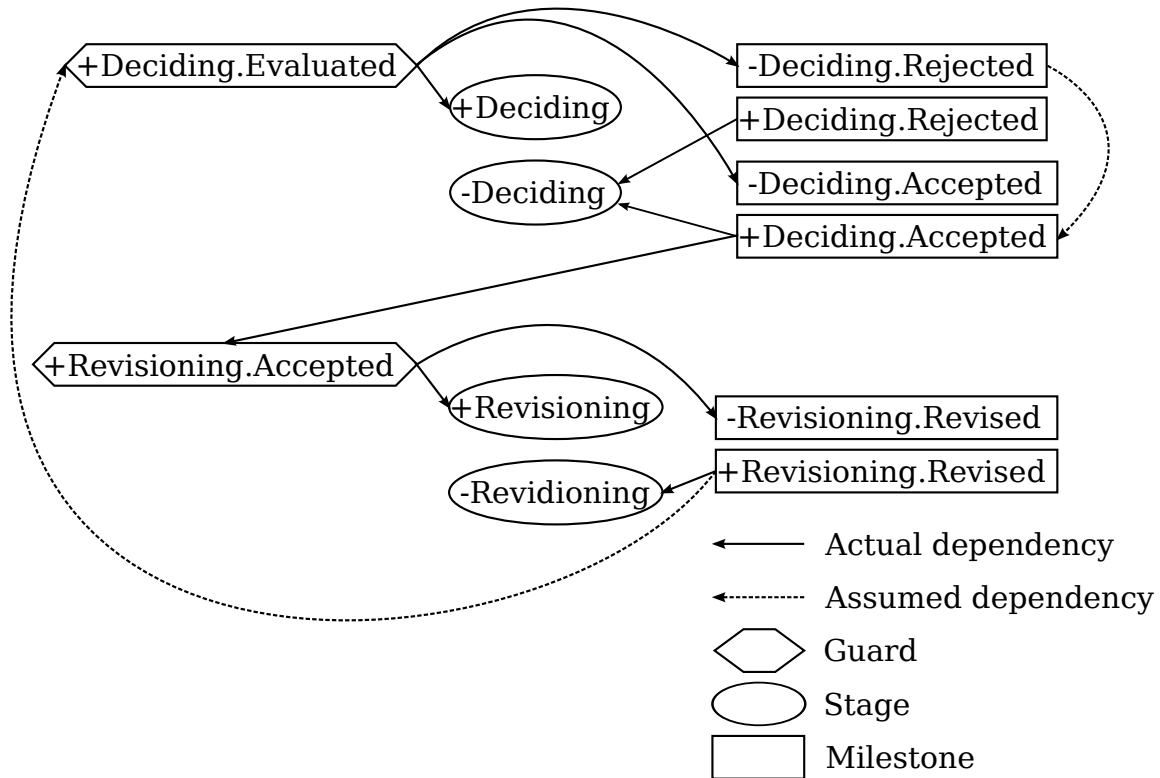 +Deciding.Evaluated
-Deciding.Rejected
+Deciding
+Deciding.Rejected
-Deciding
-Deciding.Accepted
+Deciding.Accepted
+Revisioning.Accepted
+Revisioning
-Revisioning.Revised
+Revisioning.Revised
-Revidioning
Actual dependency
Assumed dependency
Guard
Stage
Milestone